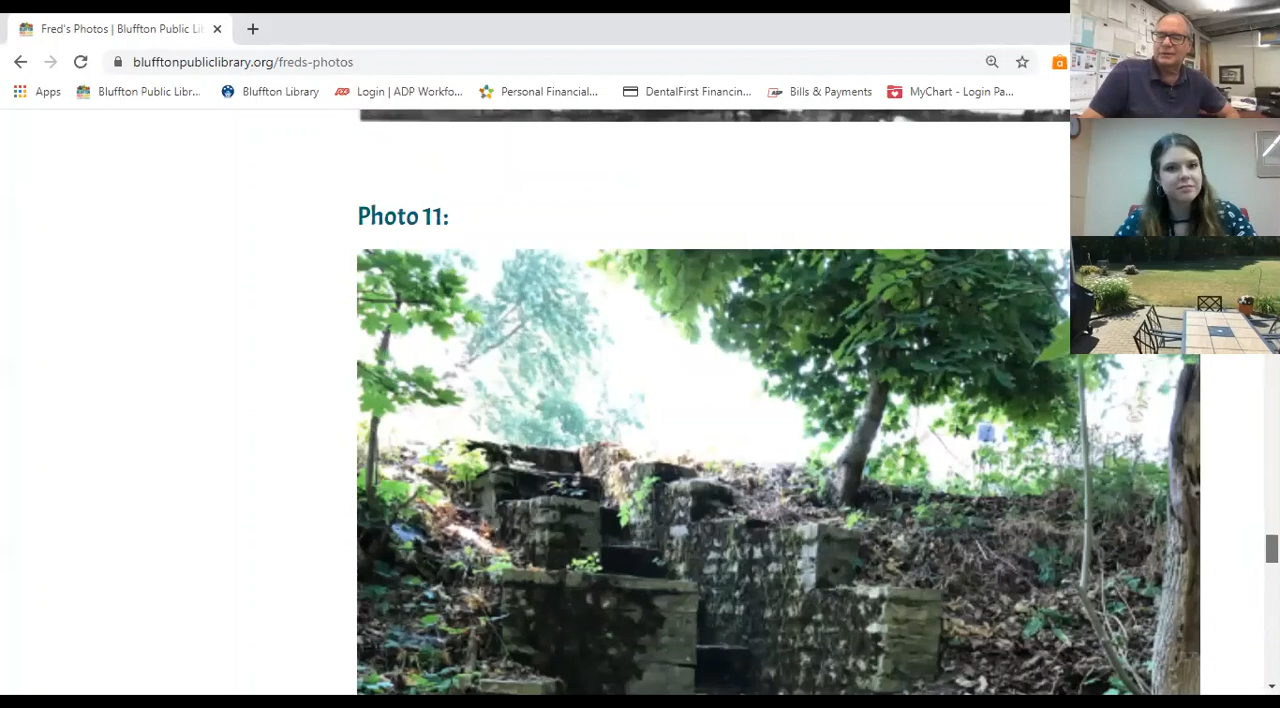 Fred's Photos | Bluffton Public Lib
blufftonpubliclibrary.org/freds-photos
Apps Bluffton Public Libr... Bluffton Library Login | ADP Workfo... Personal Financial... DentalFirst Financin... Bills & Payments MyChart - Login Pa...
Photo 11: